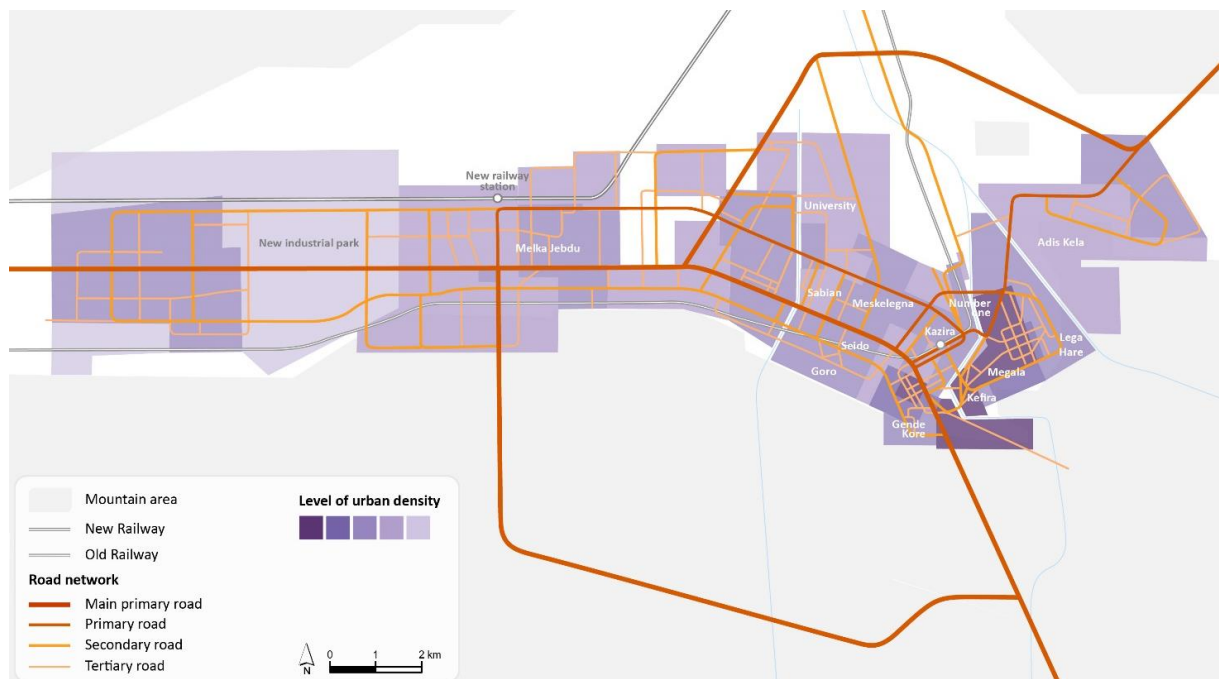 New railway
station
University
New industrial park
Melka Jebdu
Adis Kela
Sabian
Meskelegna
Number
one
Kazira
Lega
Hare
Seido
Goro
Megala
Kefira
Gende
Kore
Mountain area
New Railway
Old Railway
Road network
Main primary road
Primary road
Secondary road
Tertiary road
Level of urban density
N
0 1 2 km